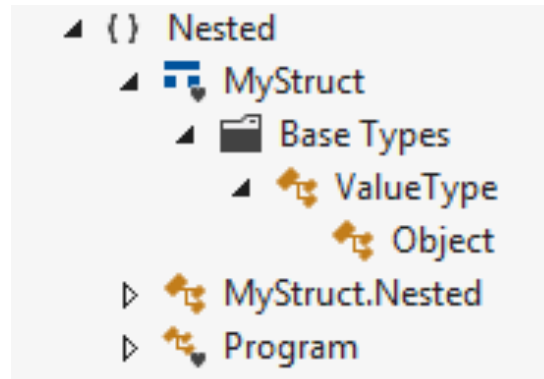 { } Nested
MyStruct
Base Types
ValueType
Object
MyStruct.Nested
Program